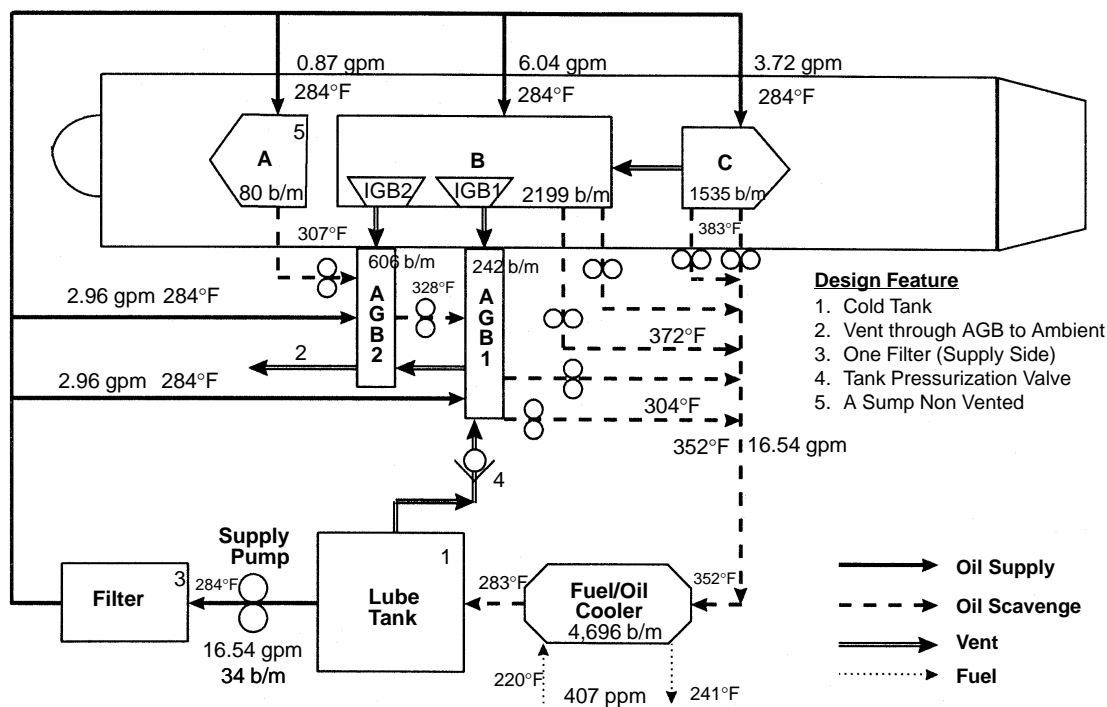 0.87 gpm
6.04 gpm
3.72 gpm
284°F
284°F
284°F
5
A
80 b/m
B
IGB2
IGB1
2199 b/m
C
1535 b/m
307°F
383°F
606 b/m
242 b/m
AGB2
328°F
AGB1
2.96 gpm 284°F
2
2.96 gpm 284°F
372°F
304°F
352°F
16.54 gpm
4
Design Feature
1. Cold Tank
2. Vent through AGB to Ambient
3. One Filter (Supply Side)
4. Tank Pressurization Valve
5. A Sump Non Vented
Supply
Pump
3
Filter
284°F
16.54 gpm
34 b/m
1
Lube
Tank
283°F
Fuel/Oil
Cooler
4,696 b/m
352°F
220°F
407 ppm
241°F
Oil Supply
Oil Scavenge
Vent
Fuel